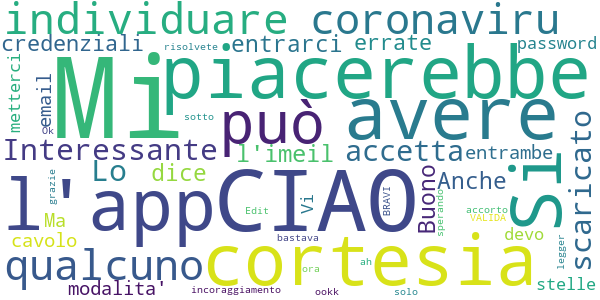 individuare coronaviru
credenziali risolvete entrarci errate password
metterci email ok Mi piacerebbe
sotto può avere
Interessante l'imeil accetta entrambe scaricato
grazie Lo dice Buono Anche Sì
l'app CIAO Vi BRAVI
Ma Edit sperando accorto VALIDA
cavolo bastava devo legger
qualcuno cortesia
ora ah stelle
modalita' incoraggiamento ookk solo